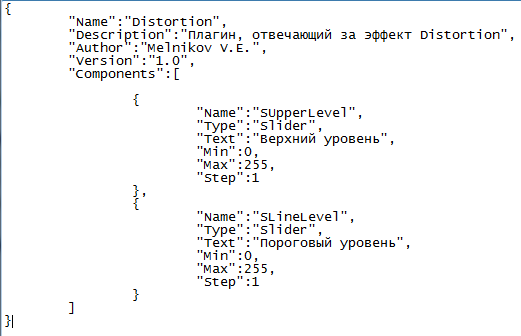 {
"Name":"Distortion",
"Description":"Плагин, отвечающий за эффект Distortion",
"Author":"Melnikov V.E.",
"Version":"1.0",
"Components":[
{
"Name":"SUpperLevel",
"Type":"Slider",
"Text":"Верхний уровень",
"Min":0,
"Max":255,
"Step":1
},
{
"Name":"SLineLevel",
"Type":"Slider",
"Text":"Пороговый уровень",
"Min":0,
"Max":255,
"Step":1
}
]
}